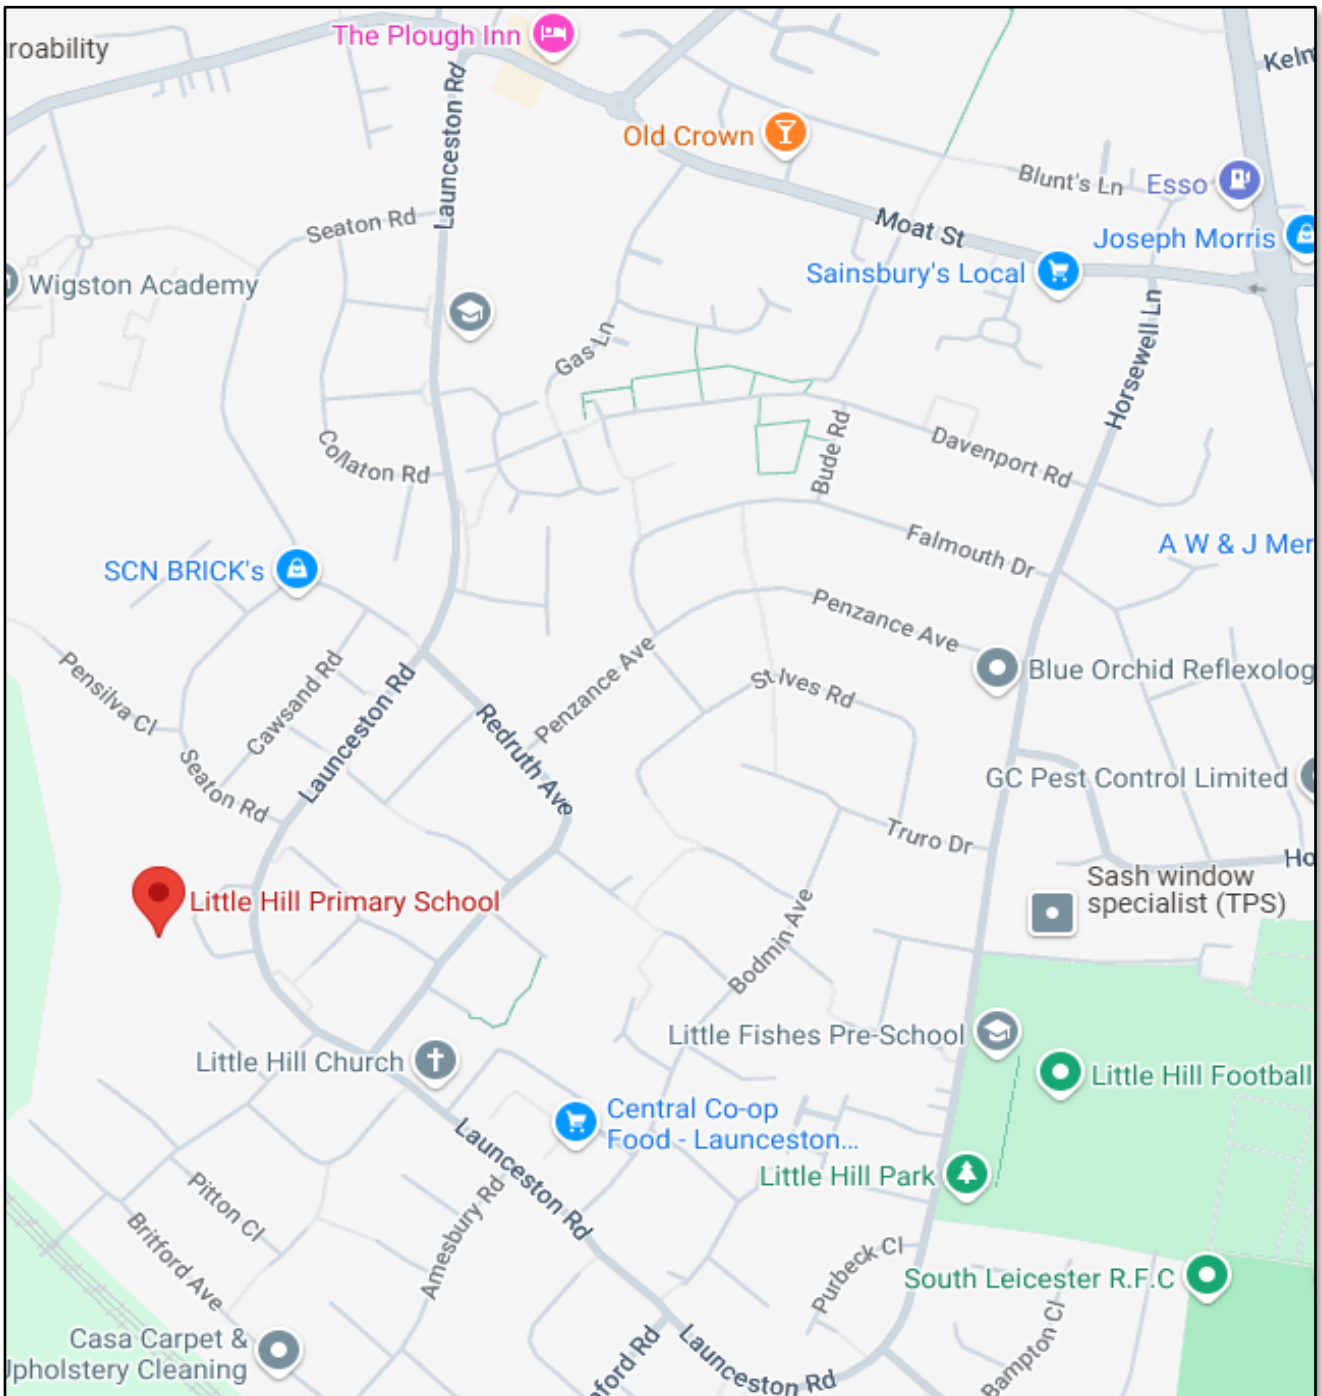 The Plough Inn
roability
Keln
Launceston Rd
Old Crown
Blunt's Ln
Esso
Seaton Rd
Moat St
Joseph Morris
Sainsbury's Local
Wigston Academy
Horsewell Ln
Gas Ln
Collaton Rd
Bude Rd
Davenport Rd
SCN BRICK's
Falmouth Dr
A W & J Mer
Penzance Ave
Pensilva Cl
Cawsand Rd
Launceston Rd
Penzance Ave
St Ives Rd
Blue Orchid Reflexolog
Redruth Ave
Seaton Rd
GC Pest Control Limited
Truro Dr
Ho
Little Hill Primary School
Sash window
specialist (TPS)
Bodmin Ave
Little Fishes Pre-School
Little Hill Church
Little Hill Football
Central Co-op
Food - Launceston...
Launceston Rd
Little Hill Park
Pitton Cl
Amesbury Rd
Britford Ave
Purbeck Cl
South Leicester R.F.C
Casa Carpet &
Upholstery Cleaning
ford Rd
Launceston Rd
Bampton Cl